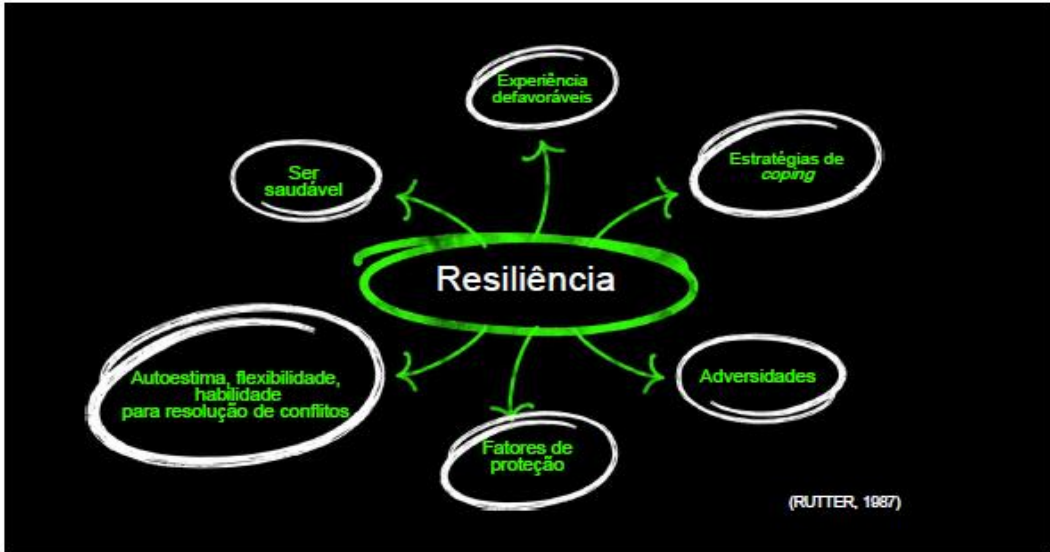 Experiência
defavoráveis
Estratégias de
coping
Ser
saudável
Resiliência
Autoestima, flexibilidade,
habilidade
para resolução de conflitos
Adversidades
Fatores de
proteção
(RUTTER, 1987)